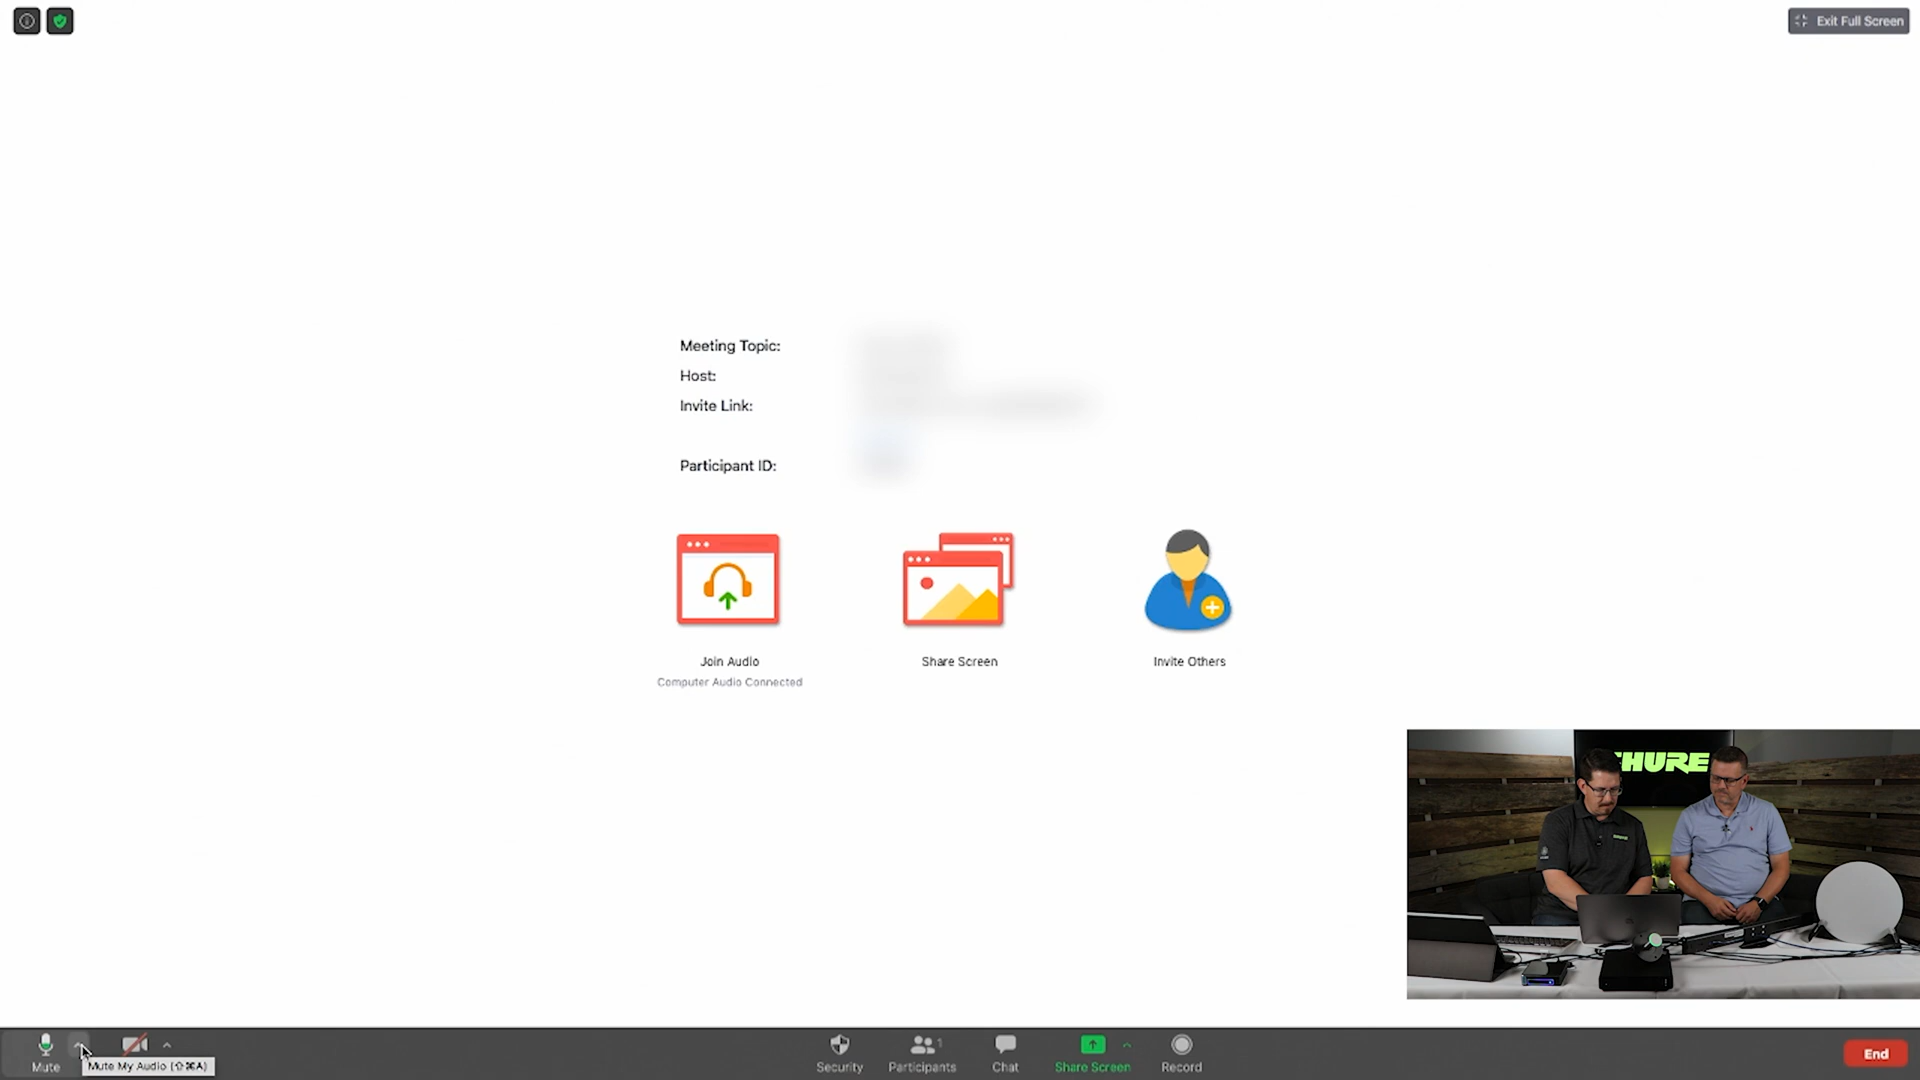 Exit Full Screen
Meeting Topic:
Host:
Invite Link:
Participant ID:
Join Audio
Computer Audio Connected
Share Screen
Invite Others
HURE
Mute
Mute My Audio (⇧⌘A)
Security
Participants
1
Chat
Share Screen
Record
End